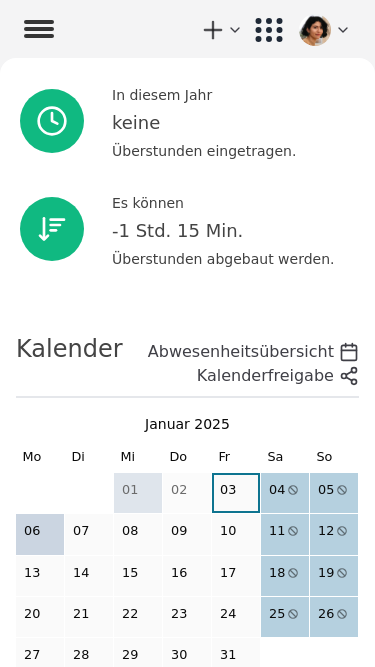 In diesem Jahr
keine
Überstunden eingetragen.
Es können
-1 Std. 15 Min.
Überstunden abgebaut werden.
Kalender
Abwesenheitsübersicht
Kalenderfreigabe
Januar 2025
Mo Di Mi Do Fr Sa So
01 02 03 04 05
06 07 08 09 10 11 12
13 14 15 16 17 18 19
20 21 22 23 24 25 26
27 28 29 30 31